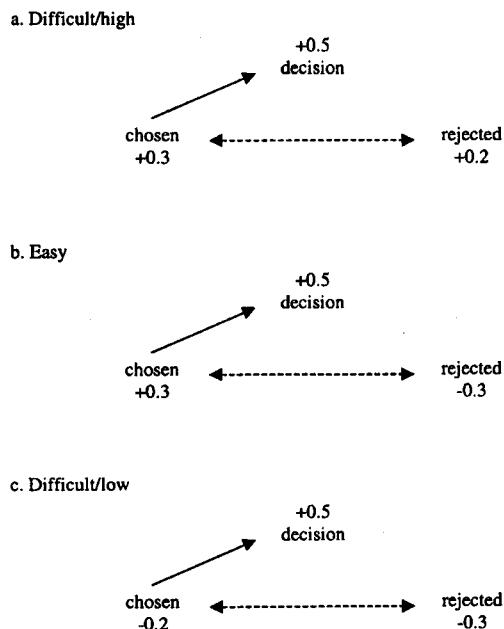 a. Difficult/high
+0.5
decision
chosen
+0.3
rejected
+0.2
b. Easy
+0.5
decision
chosen
+0.3
rejected
-0.3
c. Difficult/low
+0.5
decision
chosen
-0.2
rejected
-0.3